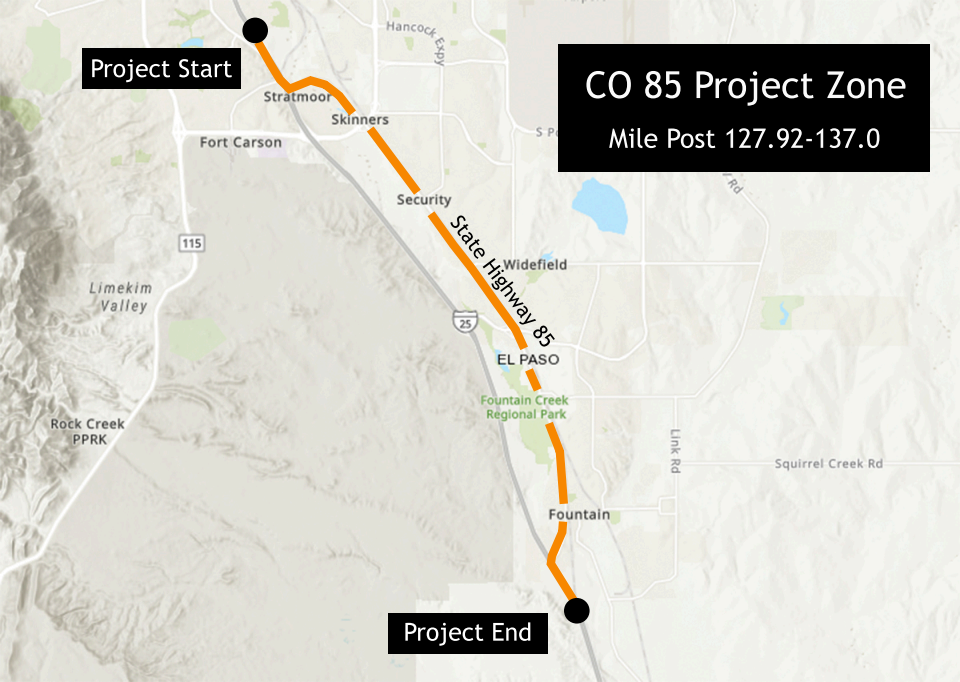 Hancock Expy
Project Start
CO 85 Project Zone
Mile Post 127.92-137.0
Stratmoor
Skinners
S Po
Fort Carson
Rd
Security
State Highway 85
115
Widefield
Limekim
Valley
25
EL PASO
Fountain Creek
Regional Park
Rock Creek
PPRK
Link Rd
Squirrel Creek Rd
Fountain
Project End